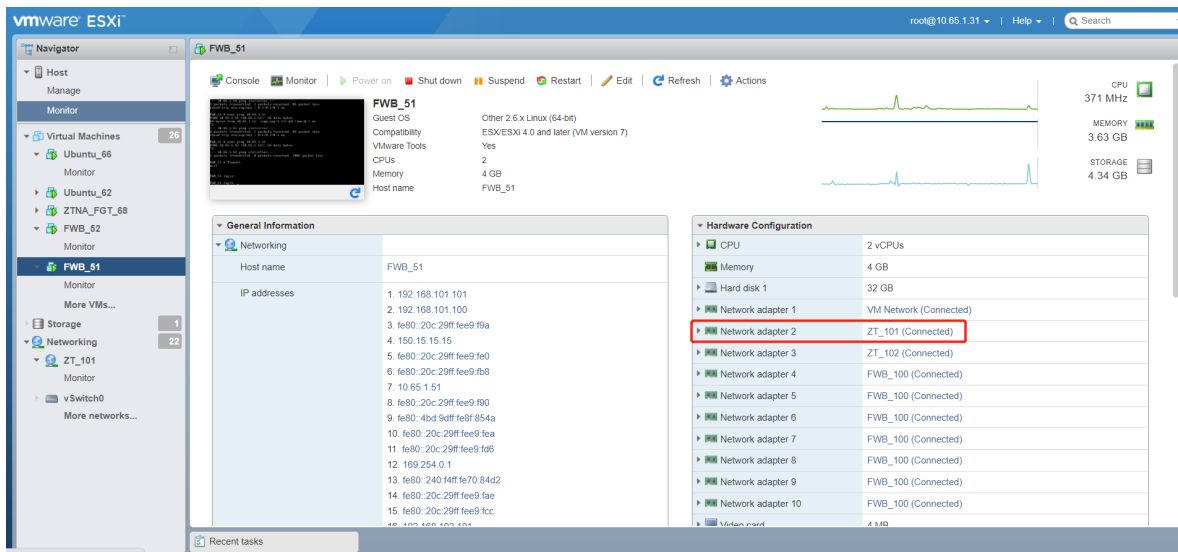 vmware ESXi™
root@10.65.1.31 | Help | Search
Navigator
Host
Manage
Monitor
Virtual Machines 26
Ubuntu_66
Monitor
Ubuntu_62
ZTNA_FGT_68
FWB_52
Monitor
FWB_51
Monitor
More VMs...
Storage 1
Networking 22
ZT_101
Monitor
vSwitch0
More networks...
FWB_51
Console Monitor | Power on Shut down Suspend Restart | Edit | Refresh | Actions
FWB_51
Guest OS Other 2.6.x Linux (64-bit)
Compatibility ESX/ESXi 4.0 and later (VM version 7)
VMware Tools Yes
CPUs 2
Memory 4 GB
Host name FWB_51
CPU
371 MHz
MEMORY
3.63 GB
STORAGE
4.34 GB
General Information
Networking
Host name FWB_51
IP addresses
1. 192.168.101.101
2. 192.168.101.100
3. fe80::20c:29ff:fee9:f9a
4. 150.15.15.15
5. fe80::20c:29ff:fee9:fe0
6. fe80::20c:29ff:fee9:fb8
7. 10.65.1.51
8. fe80::20c:29ff:fee9:f90
9. fe80::4bd:9dff:fe8f:854a
10. fe80::20c:29ff:fee9:fea
11. fe80::20c:29ff:fee9:fd6
12. 169.254.0.1
13. fe80::240:f4ff:fe70:84d2
14. fe80::20c:29ff:fee9:fae
15. fe80::20c:29ff:fee9:fcc
Hardware Configuration
CPU 2 vCPUs
Memory 4 GB
Hard disk 1 32 GB
Network adapter 1 VM Network (Connected)
Network adapter 2 ZT_101 (Connected)
Network adapter 3 ZT_102 (Connected)
Network adapter 4 FWB_100 (Connected)
Network adapter 5 FWB_100 (Connected)
Network adapter 6 FWB_100 (Connected)
Network adapter 7 FWB_100 (Connected)
Network adapter 8 FWB_100 (Connected)
Network adapter 9 FWB_100 (Connected)
Network adapter 10 FWB_100 (Connected)
Video card 4 MB
Recent tasks